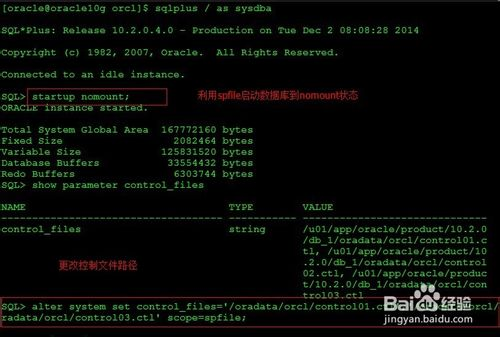 [oracle@oracle10g orcl]$ sqlplus / as sysdba
SQL*Plus: Release 10.2.0.4.0 - Production on Tue Dec 2 08:08:28 2014
Copyright (c) 1982, 2007, Oracle.  All Rights Reserved.
Connected to an idle instance.
SQL> startup nomount; 利用spfile启动数据库到nomount状态
ORACLE instance started.
Total System Global Area  167772160 bytes
Fixed Size                  2082464 bytes
Variable Size             125831520 bytes
Database Buffers           33554432 bytes
Redo Buffers                6303744 bytes
SQL> show parameter control_files
NAME TYPE VALUE
control_files string /u01/app/oracle/product/10.2.0
/db_1/oradata/orcl/control01.c
tl, /u01/app/oracle/product/10
.2.0/db_1/oradata/orcl/control
更改控制文件路径 02.ctl, /u01/app/oracle/produc
t/10.2.0/db_1/oradata/orcl/con
trol03.ctl
SQL> alter system set control_files='/oradata/orcl/control01.
radata/orcl/control03.ctl' scope=spfile;
Baidu 经验
jingyan.baidu.com